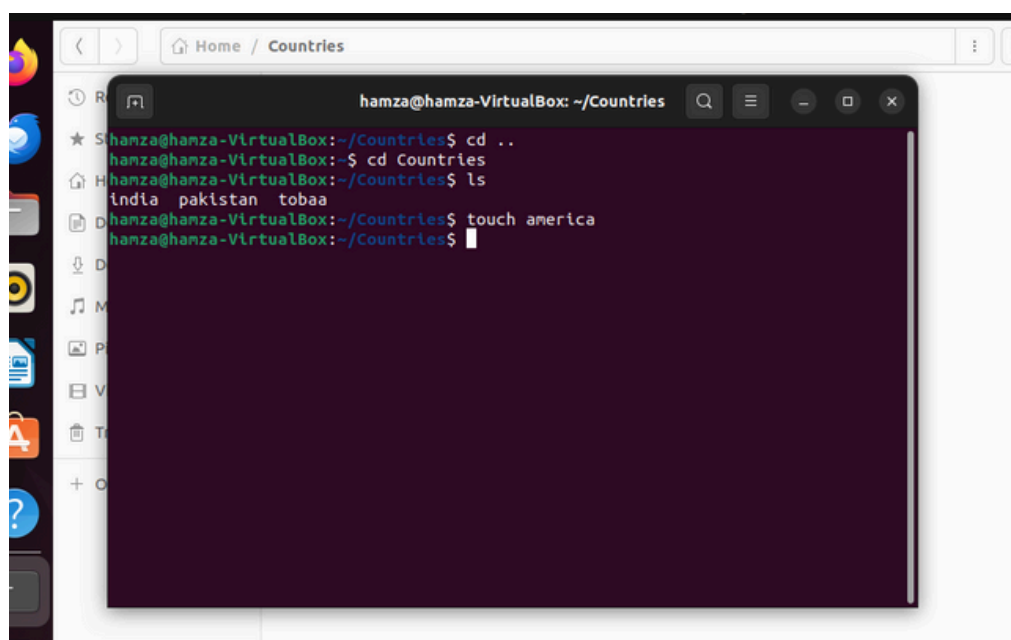 Home / Countries
hamza@hamza-VirtualBox: ~/Countries
hamza@hamza-VirtualBox:~/Countries$ cd ..
hamza@hamza-VirtualBox:~$ cd Countries
hamza@hamza-VirtualBox:~/Countries$ ls
india pakistan tobaa
hamza@hamza-VirtualBox:~/Countries$ touch america
hamza@hamza-VirtualBox:~/Countries$